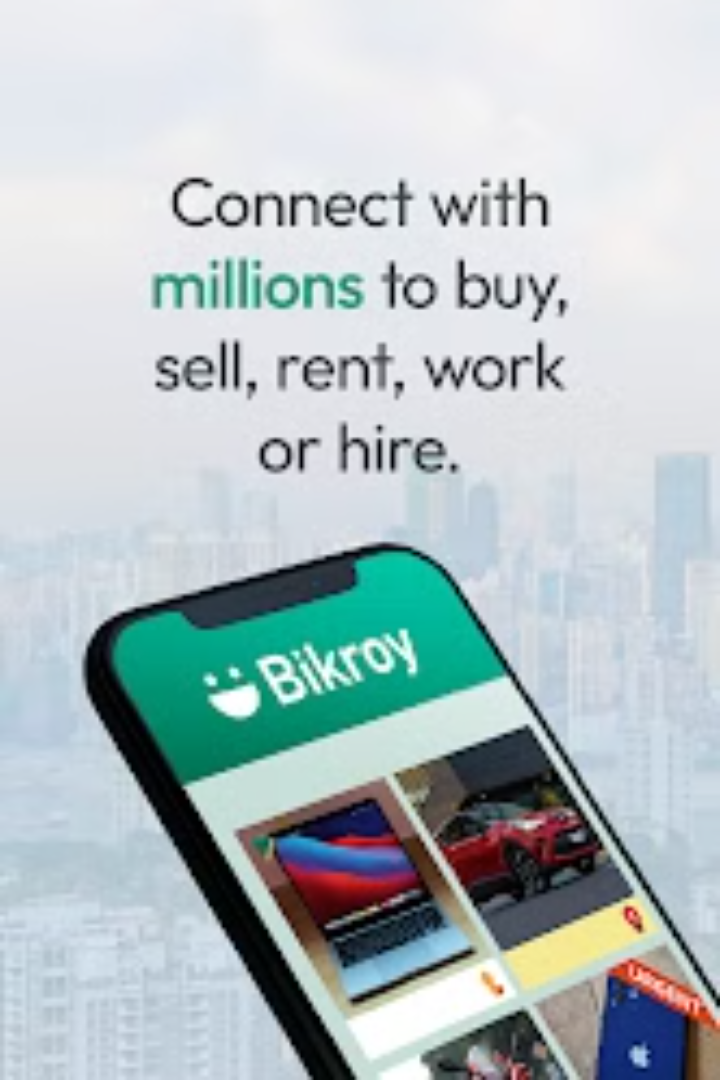 Connect with
millions to buy,
sell, rent, work
or hire.
Bikroy
URGENT